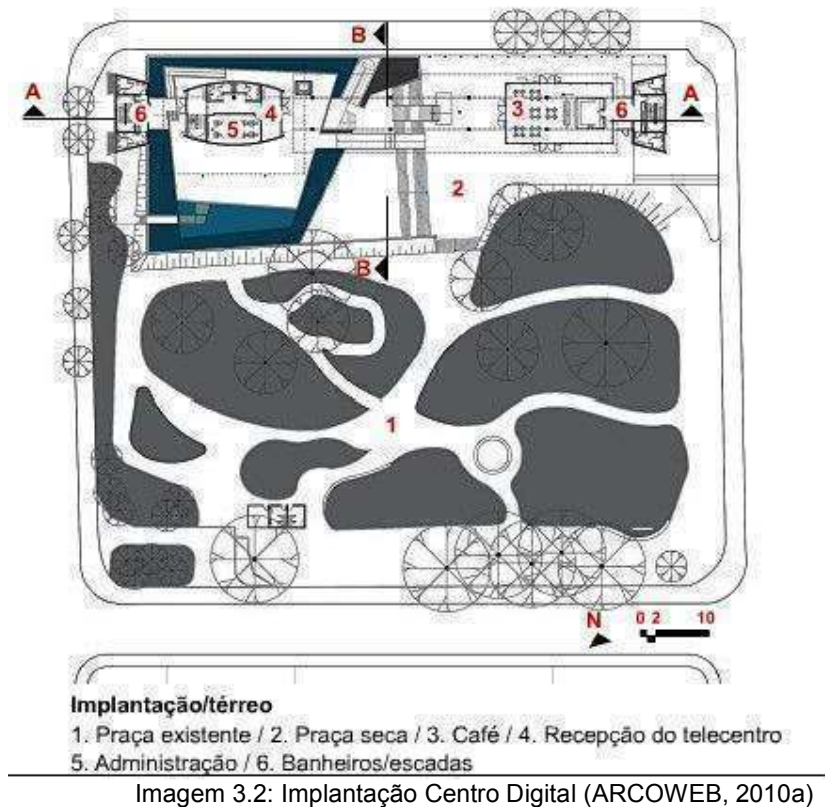 B
A
6
4
5
3
6
A
2
B
1
N
0 2 10
Implantação/térreo
1. Praça existente / 2. Praça seca / 3. Café / 4. Recepção do telecentro
5. Administração / 6. Banheiros/escadas
Imagem 3.2: Implantação Centro Digital (ARCOWEB, 2010a)